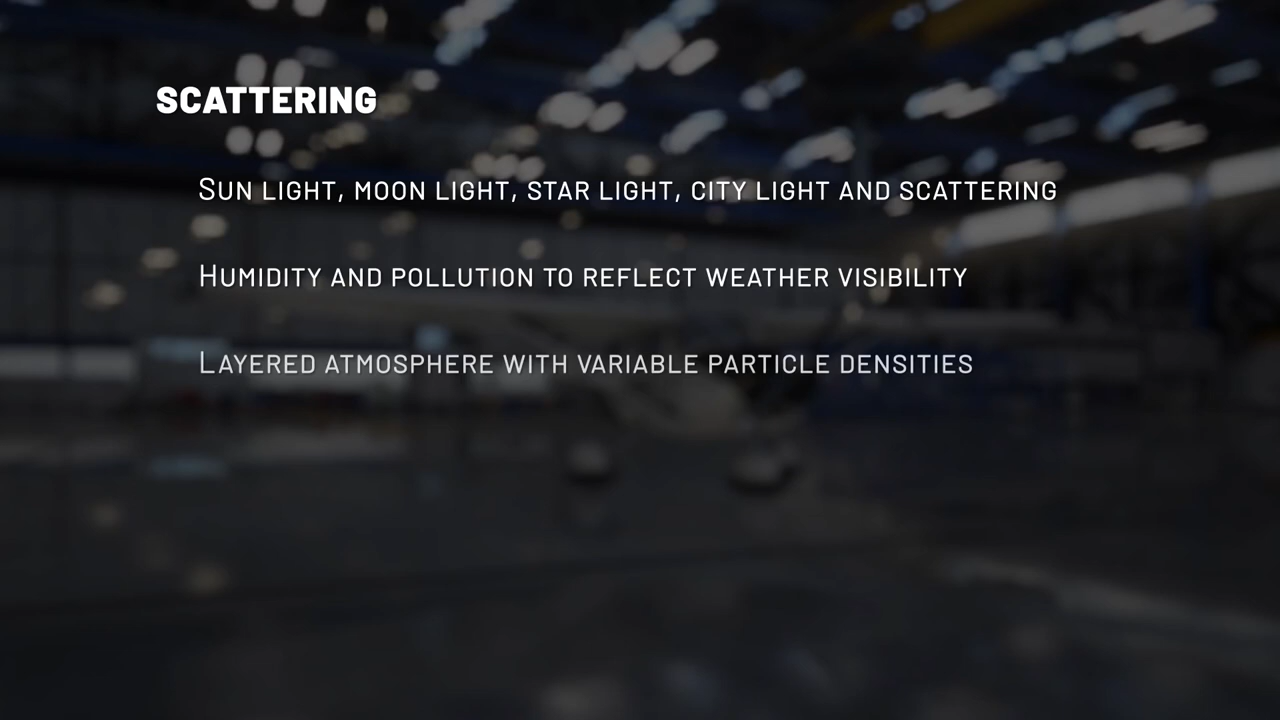 SCATTERING
SUN LIGHT, MOON LIGHT, STAR LIGHT, CITY LIGHT AND SCATTERING
HUMIDITY AND POLLUTION TO REFLECT WEATHER VISIBILITY
LAYERED ATMOSPHERE WITH VARIABLE PARTICLE DENSITIES